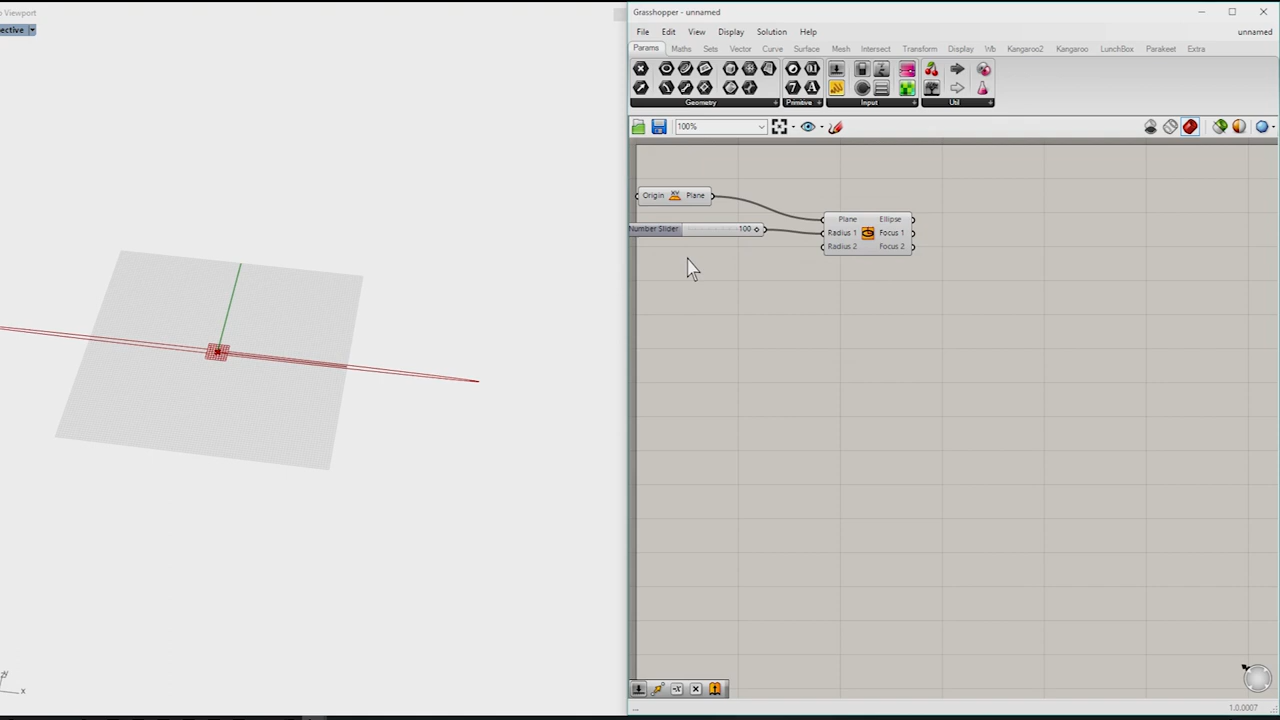 o Viewport
ective
Grasshopper - unnamed
File Edit View Display Solution Help
unnamed
Params Maths Sets Vector Curve Surface Mesh Intersect Transform Display Wb Kangaroo2 Kangaroo LunchBox Parakeet Extra
Geometry Primitive Input Util
100%
Origin XY Plane
Number Slider 100
Plane Ellipse
Radius 1 Focus 1
Radius 2 Focus 2
y
x
...
1.0.0007